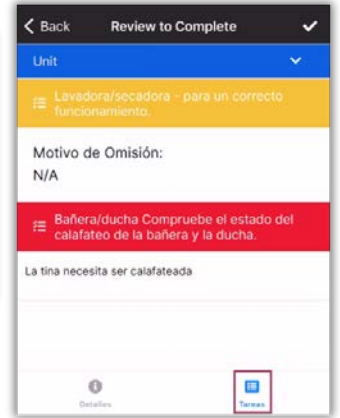 Back
Review to Complete
Unit
Lavadora/secadora - para un correcto
funcionamiento.
Motivo de Omisión:
N/A
Bañera/ducha Compruebe el estado del
calafateo de la bañera y la ducha.
La tina necesita ser calafateada
Detalles
Tareas